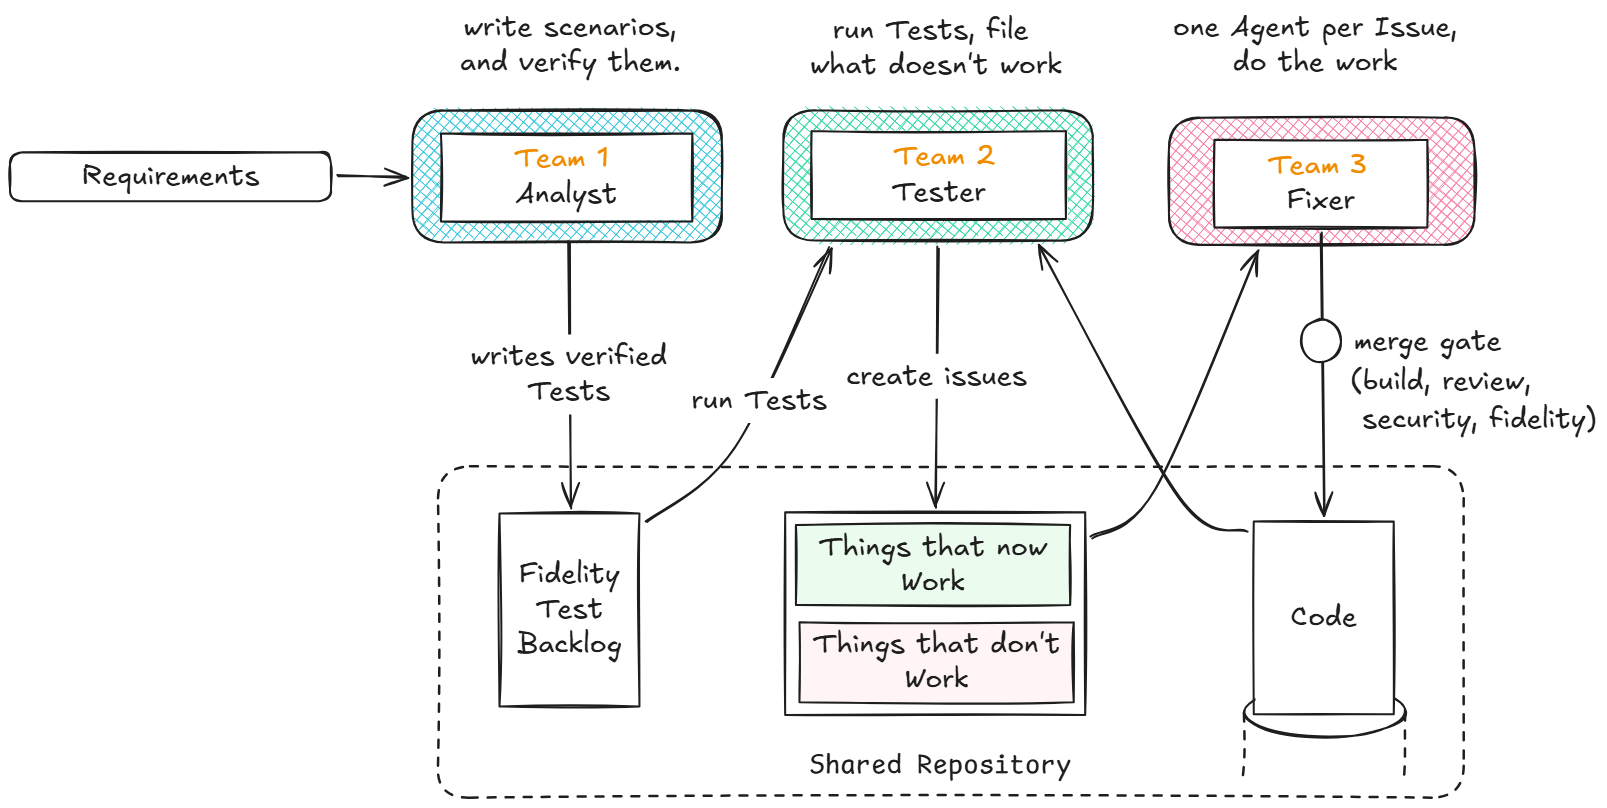 write scenarios,
and verify them.
run Tests, file
what doesn't work
one Agent per Issue,
do the work
Requirements
Team 1
Analyst
Team 2
Tester
Team 3
Fixer
writes verified
Tests
run Tests
create issues
merge gate
(build, review,
security, fidelity)
Fidelity
Test
Backlog
Things that now
Work
Things that don't
Work
Code
Shared Repository